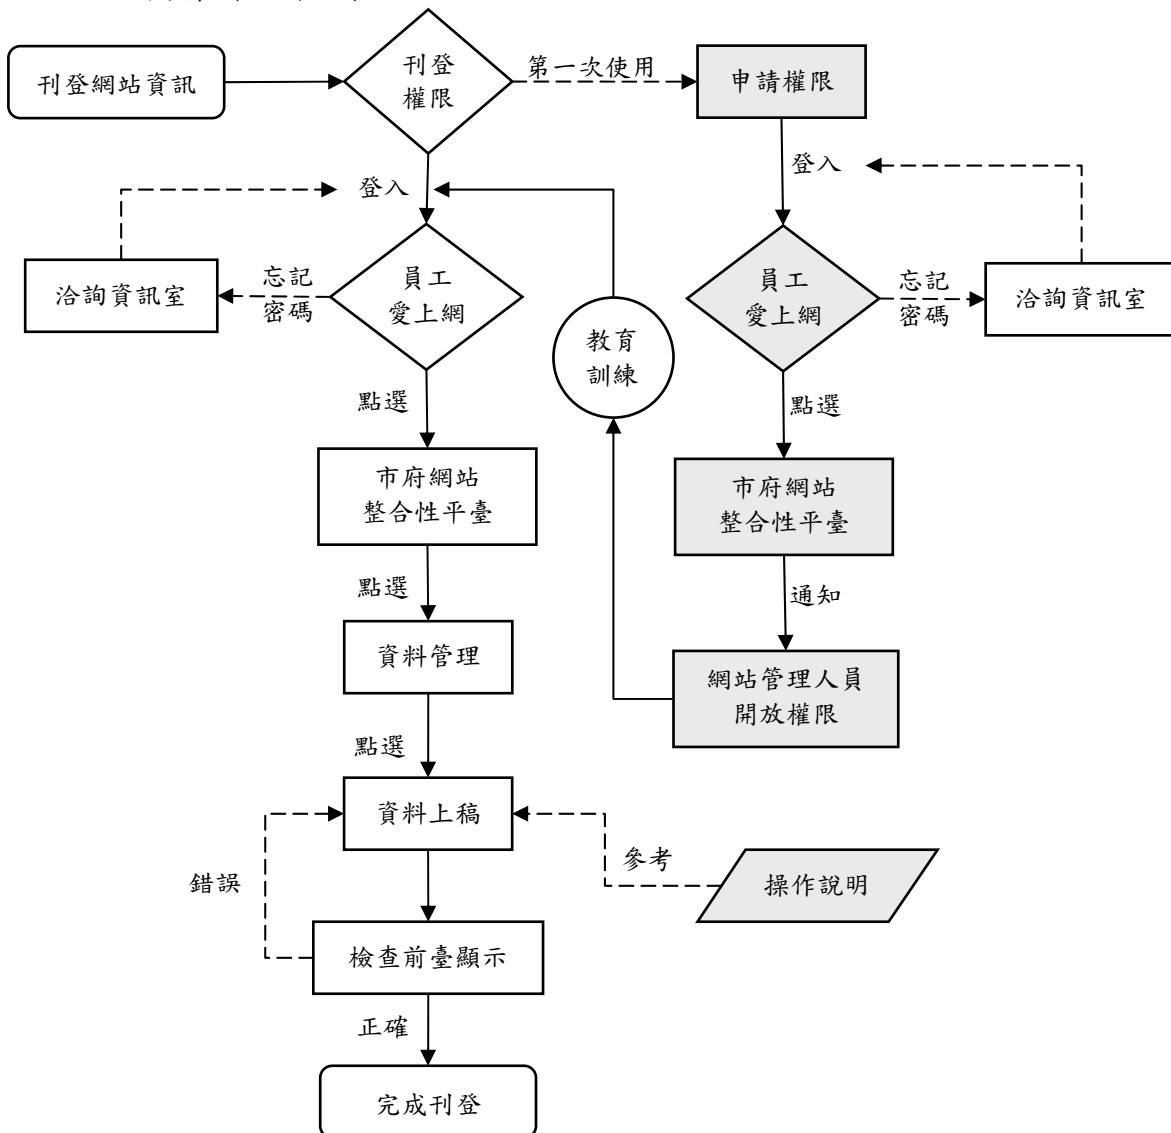 刊登網站資訊
刊登
權限
第一次使用
申請權限
登入
登入
洽詢資訊室
忘記
密碼
員工
愛上網
教育
訓練
員工
愛上網
忘記
密碼
洽詢資訊室
點選
點選
市府網站
整合性平臺
市府網站
整合性平臺
點選
通知
資料管理
網站管理人員
開放權限
點選
資料上稿
參考
操作說明
錯誤
檢查前臺顯示
正確
完成刊登